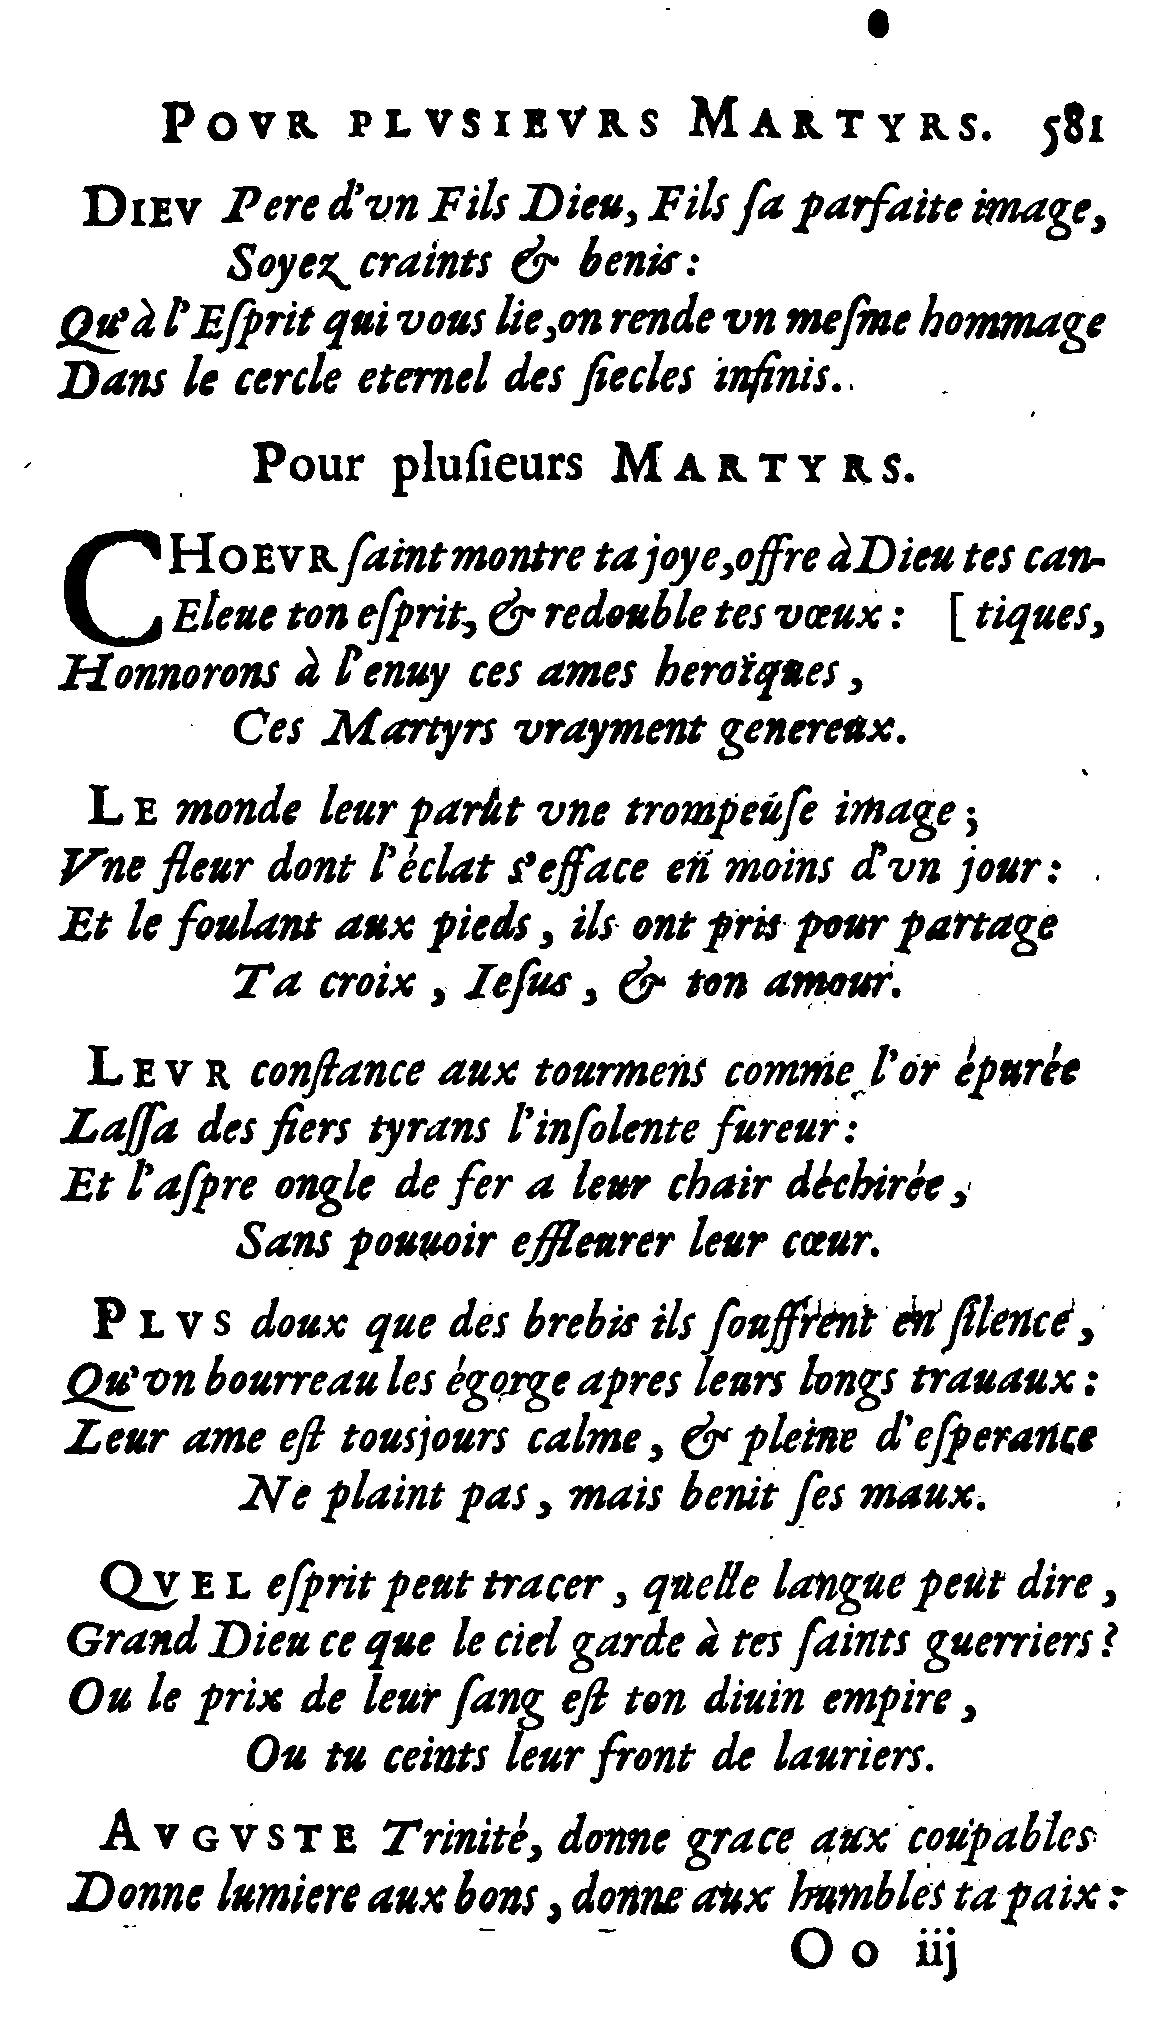 POVR PLVSIEVRS MARTYRS. 581
DIEV Pere d'vn Fils Dieu, Fils ſa parfaite image,
Soyez craints & benis:
Qu'à l'Eſprit qui vous lie, on rende vn meſme hommage
Dans le cercle eternel des ſiecles infinis.
Pour pluſieurs MARTYRS.
CHOEVR ſaint montre ta joye, offre à Dieu tes can-
Eleue ton eſprit, & redouble tes vœux: [tiques,
Honnorons à l'enuy ces ames heroïques,
Ces Martyrs vrayment genereux.
LE monde leur parût vne trompeuſe image;
Vne fleur dont l'éclat s'efface en moins d'vn jour:
Et le foulant aux pieds, ils ont pris pour partage
Ta croix, Ieſus, & ton amour.
LEVR conſtance aux tourmens comme l'or épurée
Laſſa des fiers tyrans l'inſolente fureur:
Et l'aſpre ongle de fer a leur chair déchirée,
Sans pouuoir effleurer leur cœur.
PLVS doux que des brebis ils ſouffrent en ſilence,
Qu'vn bourreau les égorge apres leurs longs trauaux:
Leur ame eſt tousjours calme, & pleine d'eſperance
Ne plaint pas, mais benit ſes maux.
QVEL eſprit peut tracer, quelle langue peut dire,
Grand Dieu ce que le ciel garde à tes ſaints guerriers?
Ou le prix de leur ſang eſt ton diuin empire,
Ou tu ceints leur front de lauriers.
AVGVSTE Trinité, donne grace aux coupables
Donne lumiere aux bons, donne aux humbles ta paix:
Oo iij